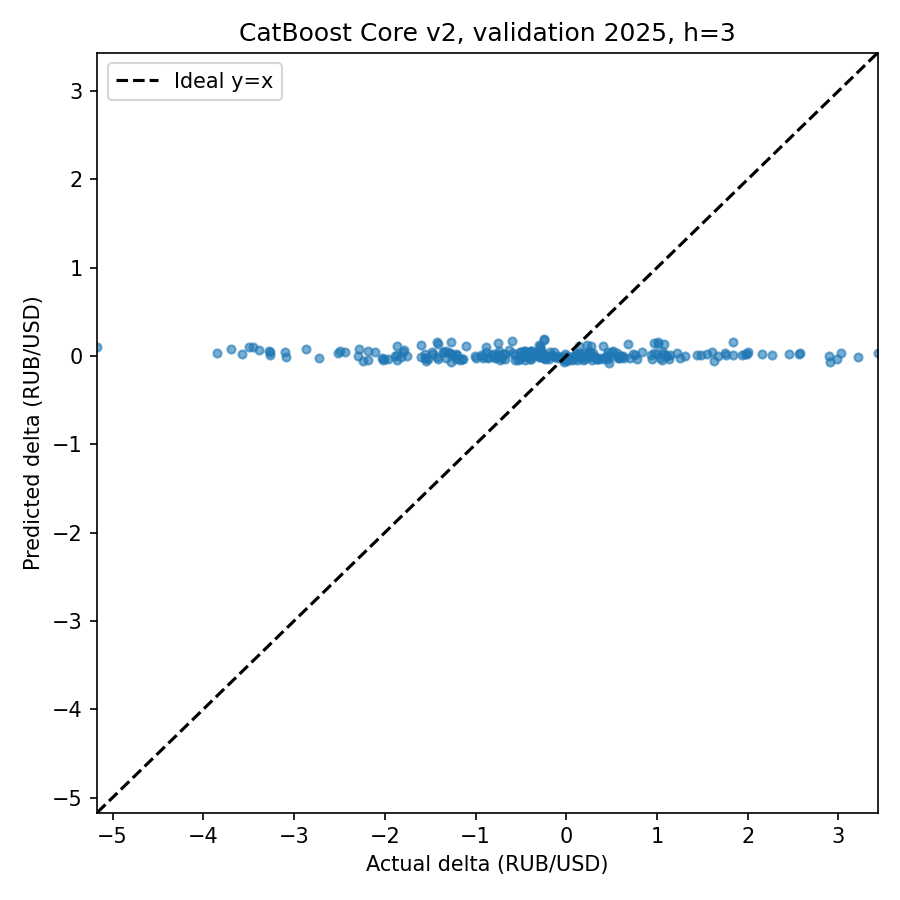 CatBoost Core v2, validation 2025, h=3
Ideal y=x
3
2
1
0
−1
−2
−3
−4
−5
Predicted delta (RUB/USD)
−5 −4 −3 −2 −1 0 1 2 3
Actual delta (RUB/USD)